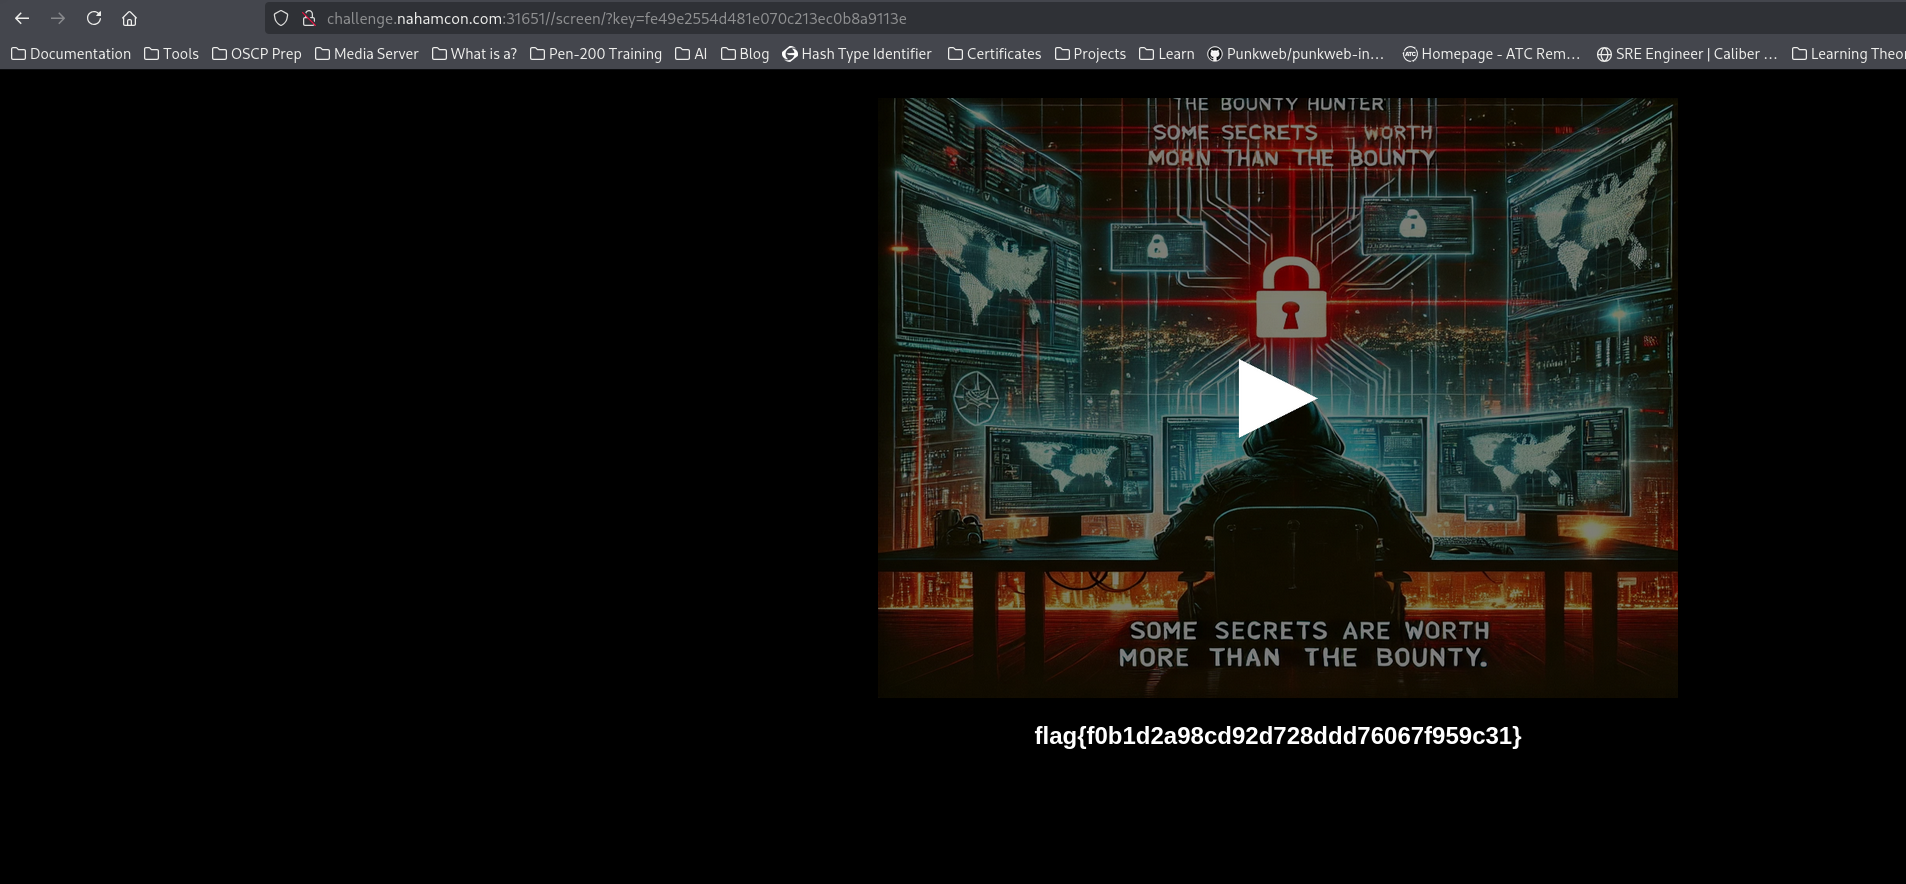 challenge.nahamcon.com:31651//screen/?key=fe49e2554d481e070c213ec0b8a9113e
Documentation Tools OSCP Prep Media Server What is a? Pen-200 Training AI Blog Hash Type Identifier Certificates Projects Learn Punkweb/punkweb-in… Homepage - ATC Rem… SRE Engineer | Caliber … Learning Theor
THE BOUNTY HUNTER
SOME SECRETS WORTH
MORN THAN THE BOUNTY
SOME SECRETS ARE WORTH
MORE THAN THE BOUNTY.
flag{f0b1d2a98cd92d728ddd76067f959c31}